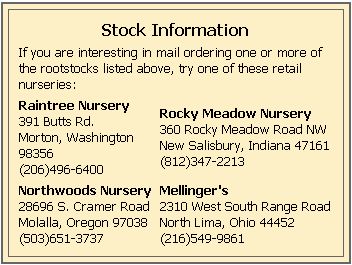 Stock Information
If you are interesting in mail ordering one or more of
the rootstocks listed above, try one of these retail
nurseries:
Raintree Nursery
391 Butts Rd.
Morton, Washington
98356
(206)496-6400
Rocky Meadow Nursery
360 Rocky Meadow Road NW
New Salisbury, Indiana 47161
(812)347-2213
Northwoods Nursery
28696 S. Cramer Road
Molalla, Oregon 97038
(503)651-3737
Mellinger's
2310 West South Range Road
North Lima, Ohio 44452
(216)549-9861